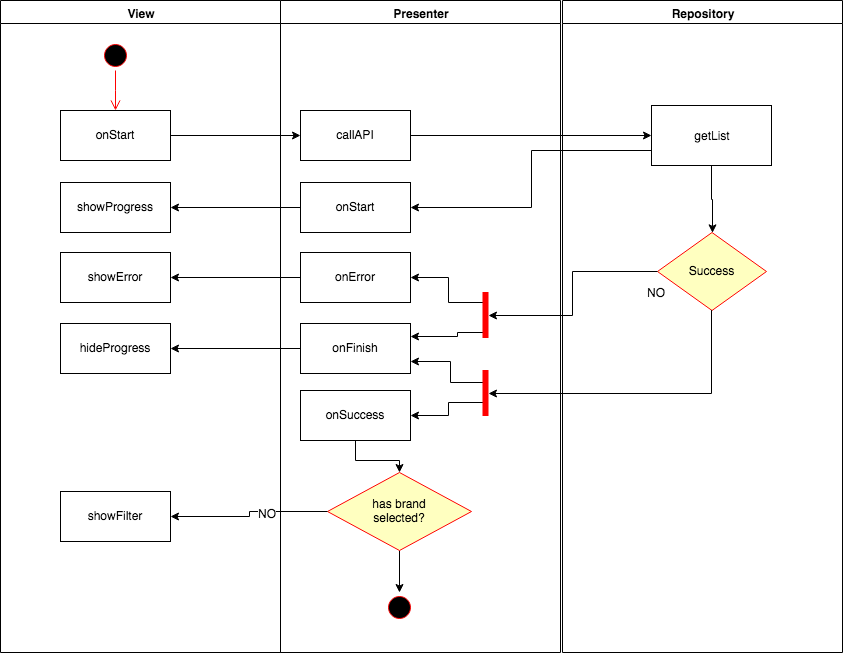 View
Presenter
Repository
onStart
callAPI
getList
showProgress
onStart
showError
onError
Success
NO
hideProgress
onFinish
onSuccess
showFilter
NO
has brand
selected?